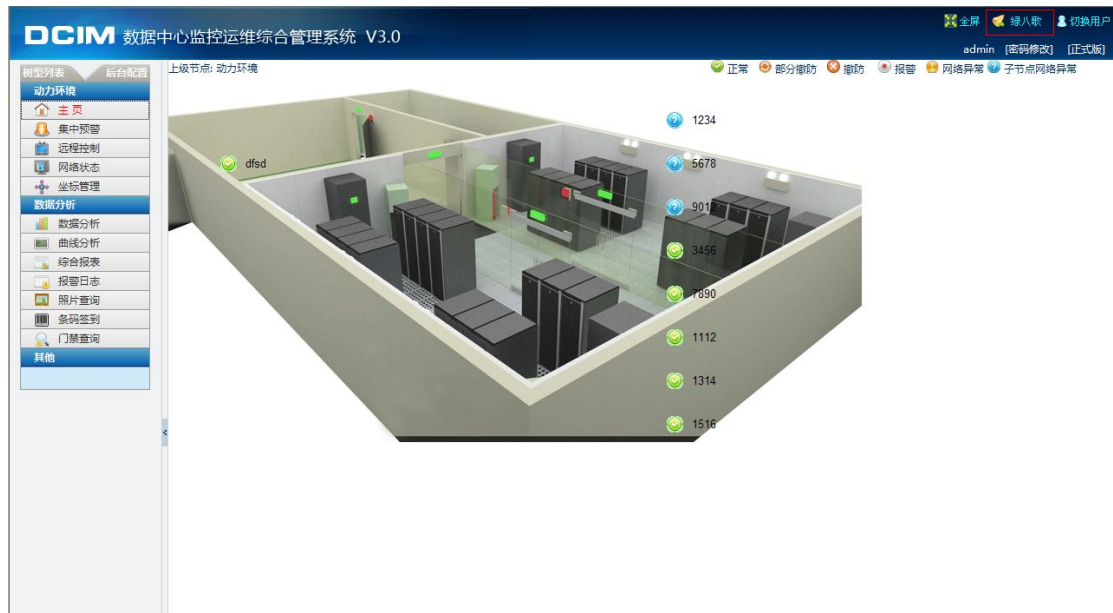 全屏 绿八歌 切换用户
DCIM 数据中心监控运维综合管理系统 V3.0
admin [密码修改] [正式版]
树型列表 后台配置
上级节点: 动力环境
正常 部分撤防 撤防 报警 网络异常 子节点网络异常
动力环境
主页
集中预警
远程控制
网络状态
坐标管理
数据分析
数据分析
曲线分析
综合报表
报警日志
照片查询
条码签到
门禁查询
其他
dfsd
1234
5678
9012
3456
7890
1112
1314
1516